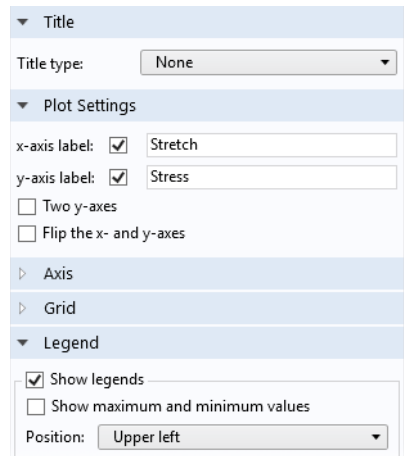 Title
Title type: None
Plot Settings
x-axis label: Stretch
y-axis label: Stress
Two y-axes
Flip the x- and y-axes
Axis
Grid
Legend
Show legends
Show maximum and minimum values
Position: Upper left